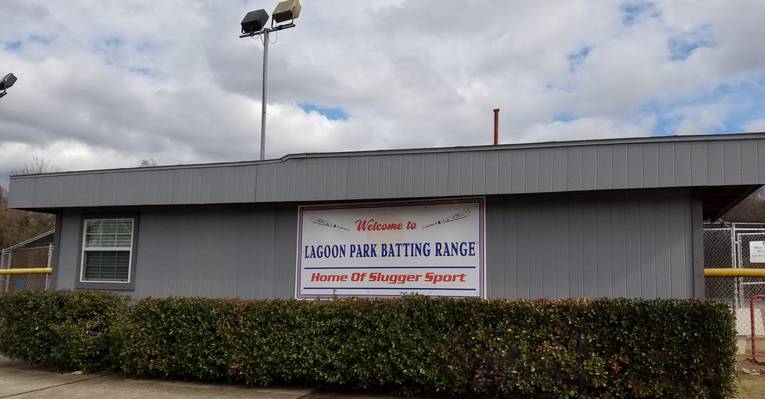 Welcome to
LAGOON PARK BATTING RANGE
Home Of Slugger Sport